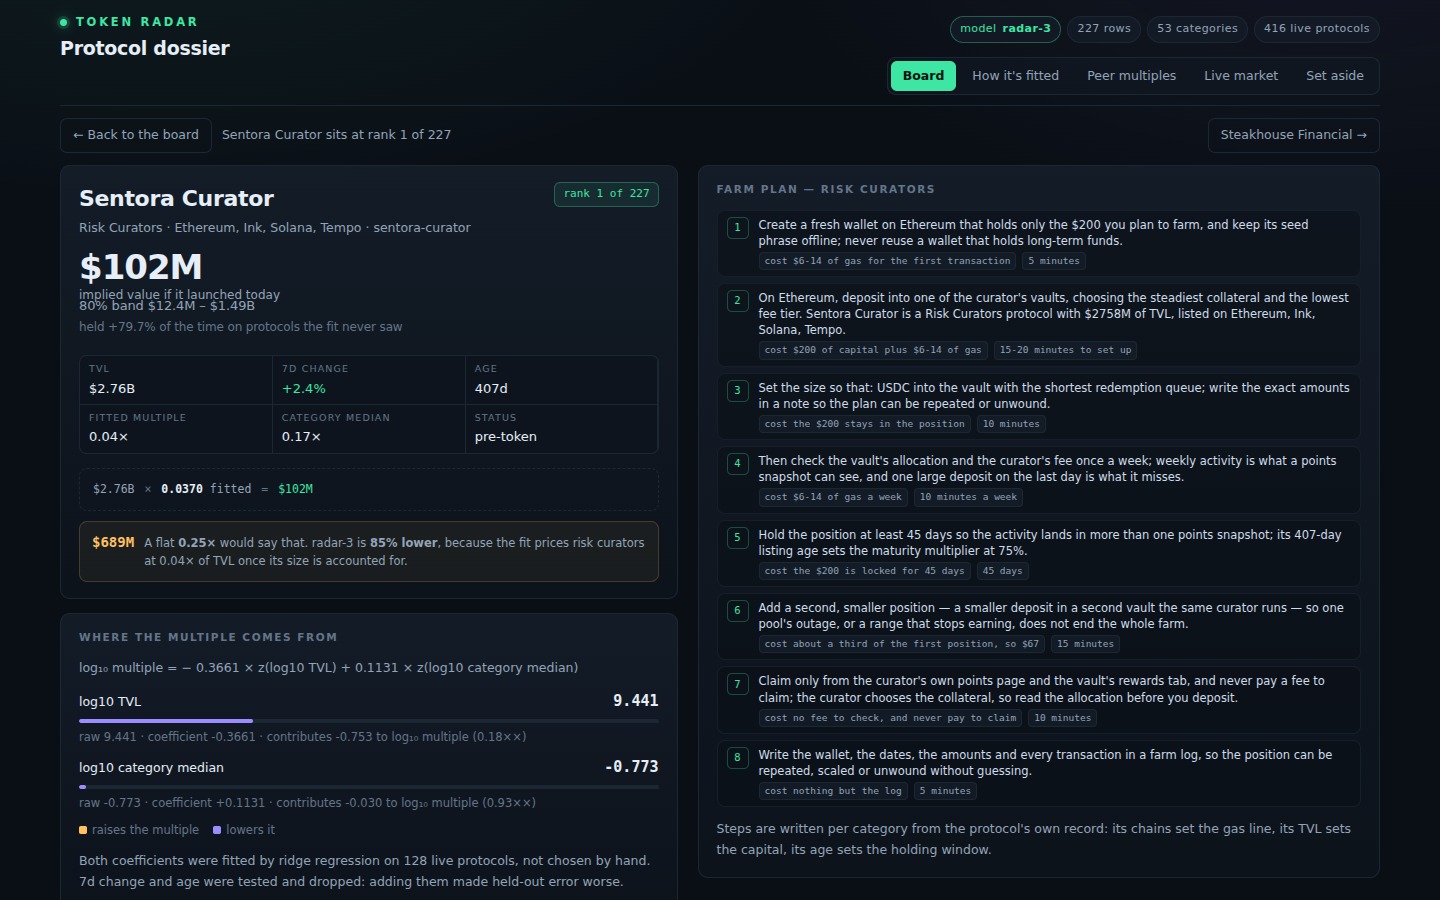 TOKEN RADAR
Protocol dossier
model radar-3
227 rows
53 categories
416 live protocols
Board
How it's fitted
Peer multiples
Live market
Set aside
← Back to the board
Sentora Curator sits at rank 1 of 227
Steakhouse Financial →
Sentora Curator
rank 1 of 227
Risk Curators · Ethereum, Ink, Solana, Tempo · sentora-curator
$102M
implied value if it launched today
80% band $12.4M – $1.49B
held +79.7% of the time on protocols the fit never saw
TVL
$2.76B
7D CHANGE
+2.4%
AGE
407d
FITTED MULTIPLE
0.04×
CATEGORY MEDIAN
0.17×
STATUS
pre-token
$2.76B × 0.0370 fitted = $102M
$689M
A flat 0.25× would say that. radar-3 is 85% lower, because the fit prices risk curators
at 0.04× of TVL once its size is accounted for.
WHERE THE MULTIPLE COMES FROM
log₁₀ multiple = − 0.3661 × z(log10 TVL) + 0.1131 × z(log10 category median)
log10 TVL
9.441
raw 9.441 · coefficient -0.3661 · contributes -0.753 to log₁₀ multiple (0.18××)
log10 category median
-0.773
raw -0.773 · coefficient +0.1131 · contributes -0.030 to log₁₀ multiple (0.93××)
raises the multiple
lowers it
Both coefficients were fitted by ridge regression on 128 live protocols, not chosen by hand.
7d change and age were tested and dropped: adding them made held-out error worse.
FARM PLAN — RISK CURATORS
1
Create a fresh wallet on Ethereum that holds only the $200 you plan to farm, and keep its seed
phrase offline; never reuse a wallet that holds long-term funds.
cost $6-14 of gas for the first transaction
5 minutes
2
On Ethereum, deposit into one of the curator's vaults, choosing the steadiest collateral and the lowest
fee tier. Sentora Curator is a Risk Curators protocol with $2758M of TVL, listed on Ethereum, Ink,
Solana, Tempo.
cost $200 of capital plus $6-14 of gas
15-20 minutes to set up
3
Set the size so that: USDC into the vault with the shortest redemption queue; write the exact amounts
in a note so the plan can be repeated or unwound.
cost the $200 stays in the position
10 minutes
4
Then check the vault's allocation and the curator's fee once a week; weekly activity is what a points
snapshot can see, and one large deposit on the last day is what it misses.
cost $6-14 of gas a week
10 minutes a week
5
Hold the position at least 45 days so the activity lands in more than one points snapshot; its 407-day
listing age sets the maturity multiplier at 75%.
cost the $200 is locked for 45 days
45 days
6
Add a second, smaller position — a smaller deposit in a second vault the same curator runs — so one
pool's outage, or a range that stops earning, does not end the whole farm.
cost about a third of the first position, so $67
15 minutes
7
Claim only from the curator's own points page and the vault's rewards tab, and never pay a fee to
claim; the curator chooses the collateral, so read the allocation before you deposit.
cost no fee to check, and never pay to claim
10 minutes
8
Write the wallet, the dates, the amounts and every transaction in a farm log, so the position can be
repeated, scaled or unwound without guessing.
cost nothing but the log
5 minutes
Steps are written per category from the protocol's own record: its chains set the gas line, its TVL sets
the capital, its age sets the holding window.